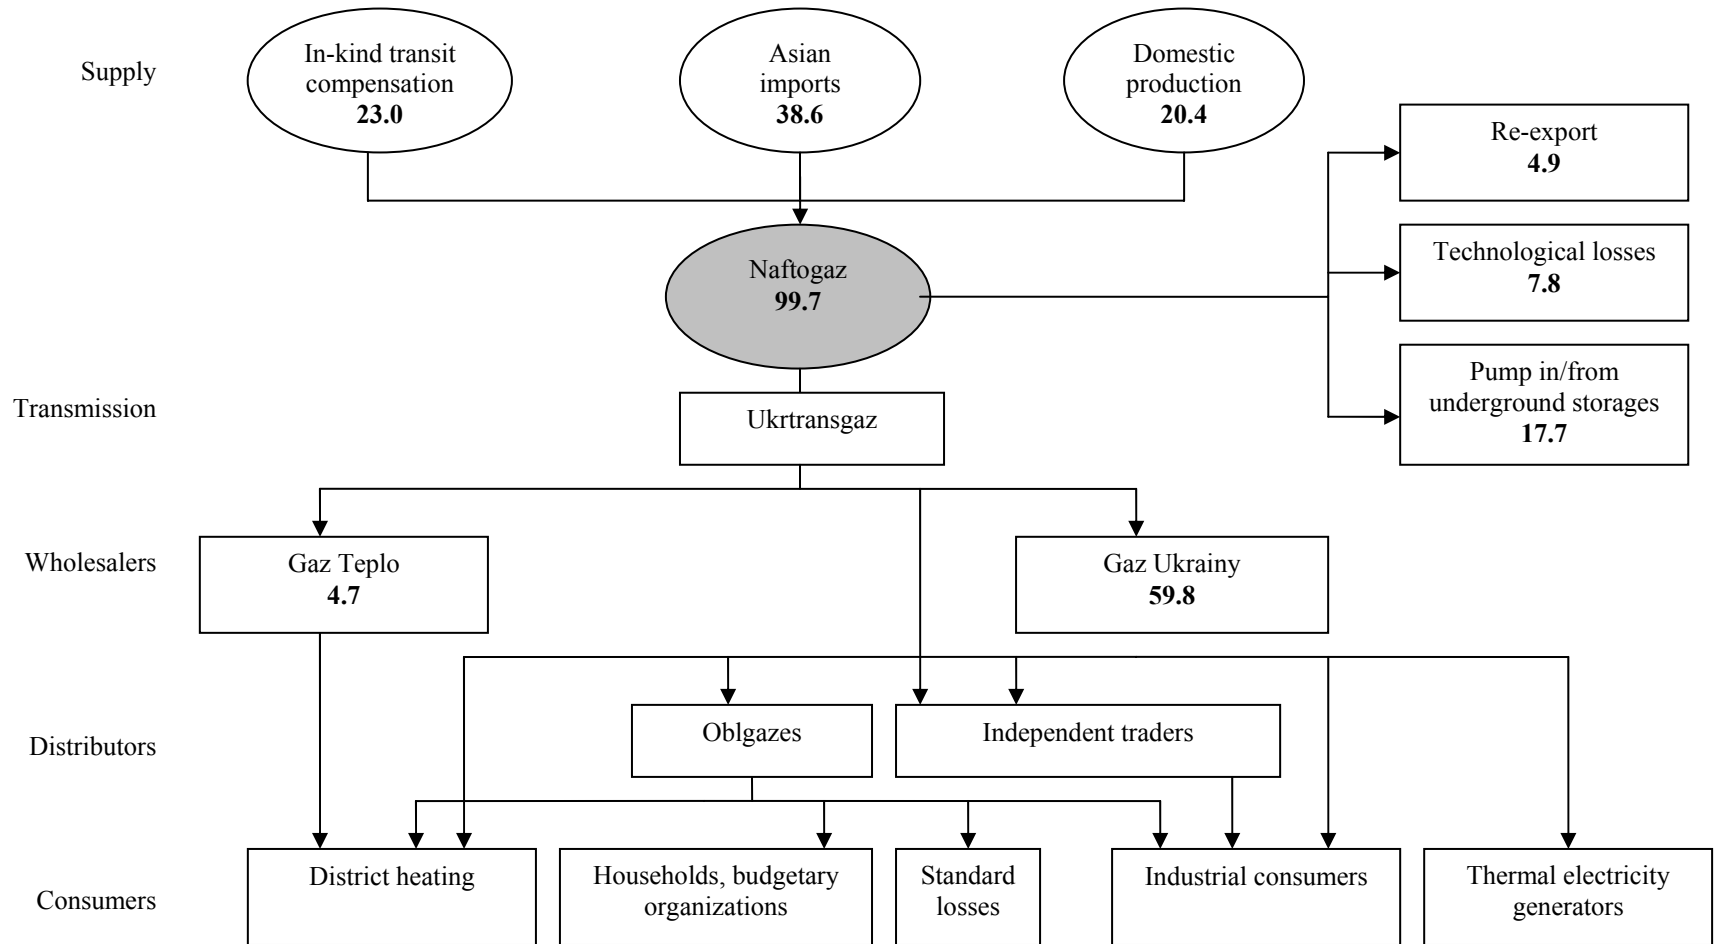 Supply
In-kind transit
compensation
23.0
Asian
imports
38.6
Domestic
production
20.4
Re-export
4.9
Naftogaz
99.7
Technological losses
7.8
Pump in/from
underground storages
17.7
Transmission
Ukrtransgaz
Wholesalers
Gaz Teplo
4.7
Gaz Ukrainy
59.8
Distributors
Oblgazes
Independent traders
Consumers
District heating
Households, budgetary
organizations
Standard
losses
Industrial consumers
Thermal electricity
generators